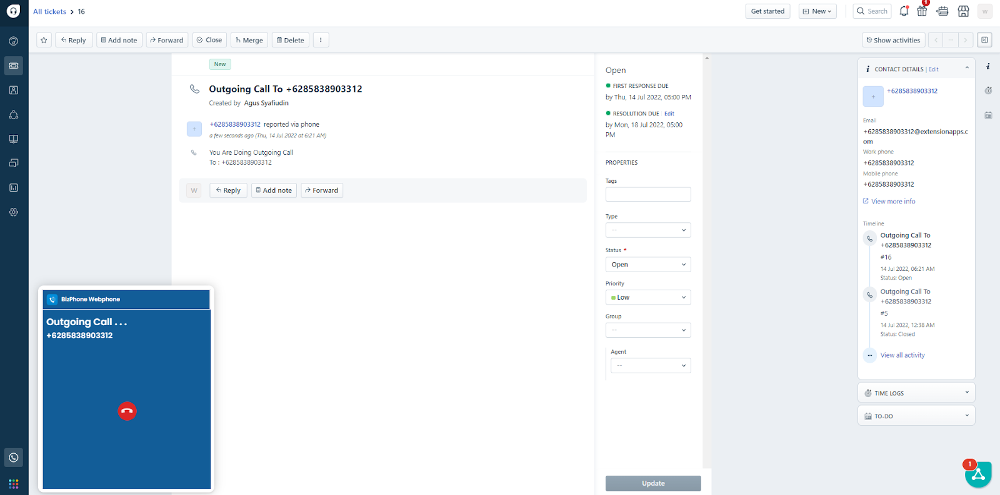 All tickets > 16
Get started
New
Search
1
w
Reply
Add note
Forward
Close
Merge
Delete
Show activities
New
Outgoing Call To +6285838903312
Created by Agus Syafiudin
+
+6285838903312 reported via phone
a few seconds ago (Thu, 14 Jul 2022 at 6:21 AM)
You Are Doing Outgoing Call
To : +6285838903312
W
Reply
Add note
Forward
BizPhone Webphone
Outgoing Call . . .
+6285838903312
Open
FIRST RESPONSE DUE
by Thu, 14 Jul 2022, 05:00 PM
RESOLUTION DUE Edit
by Mon, 18 Jul 2022, 05:00
PM
PROPERTIES
Tags
Type
--
Status *
Open
Priority
Low
Group
--
Agent
--
Update
CONTACT DETAILS | Edit
+
+6285838903312
Email
+6285838903312@extensionapps.c
om
Work phone
+6285838903312
Mobile phone
+6285838903312
View more info
Timeline
Outgoing Call To
+6285838903312
#16
14 Jul 2022, 06:21 AM
Status: Open
Outgoing Call To
+6285838903312
#5
14 Jul 2022, 12:38 AM
Status: Closed
View all activity
TIME LOGS
TO-DO
1